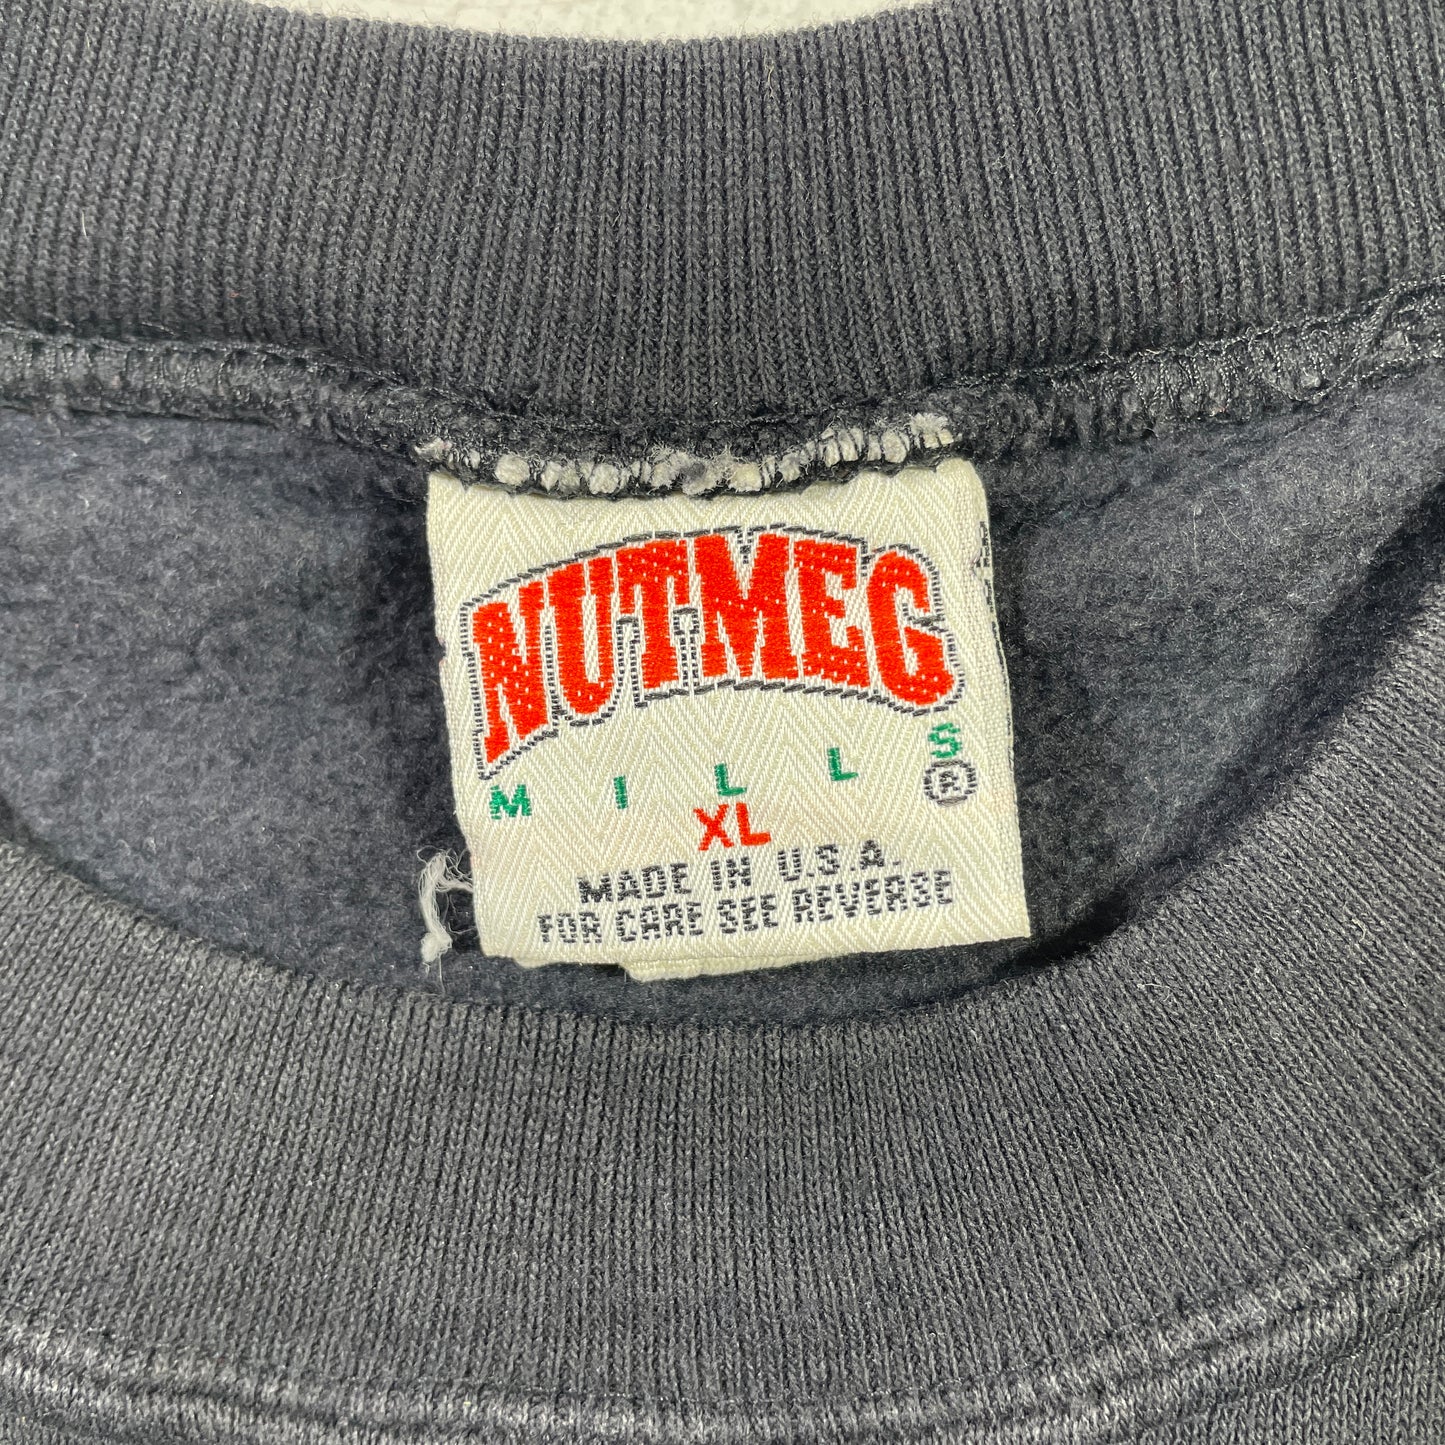 NUTMEG
MILLS®
XL
MADE IN U.S.A.
FOR CARE SEE REVERSE